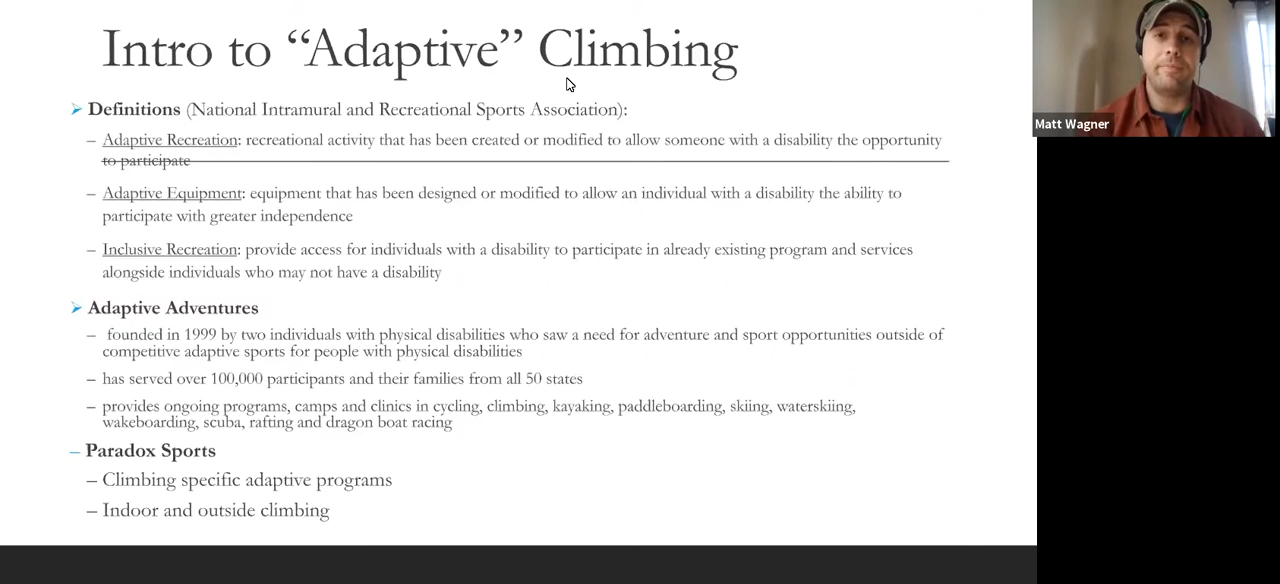 Intro to “Adaptive” Climbing
Definitions (National Intramural and Recreational Sports Association):
– Adaptive Recreation: recreational activity that has been created or modified to allow someone with a disability the opportunity
to participate
– Adaptive Equipment: equipment that has been designed or modified to allow an individual with a disability the ability to
participate with greater independence
– Inclusive Recreation: provide access for individuals with a disability to participate in already existing program and services
alongside individuals who may not have a disability
Adaptive Adventures
– founded in 1999 by two individuals with physical disabilities who saw a need for adventure and sport opportunities outside of
competitive adaptive sports for people with physical disabilities
– has served over 100,000 participants and their families from all 50 states
– provides ongoing programs, camps and clinics in cycling, climbing, kayaking, paddleboarding, skiing, waterskiing,
wakeboarding, scuba, rafting and dragon boat racing
– Paradox Sports
– Climbing specific adaptive programs
– Indoor and outside climbing
Matt Wagner